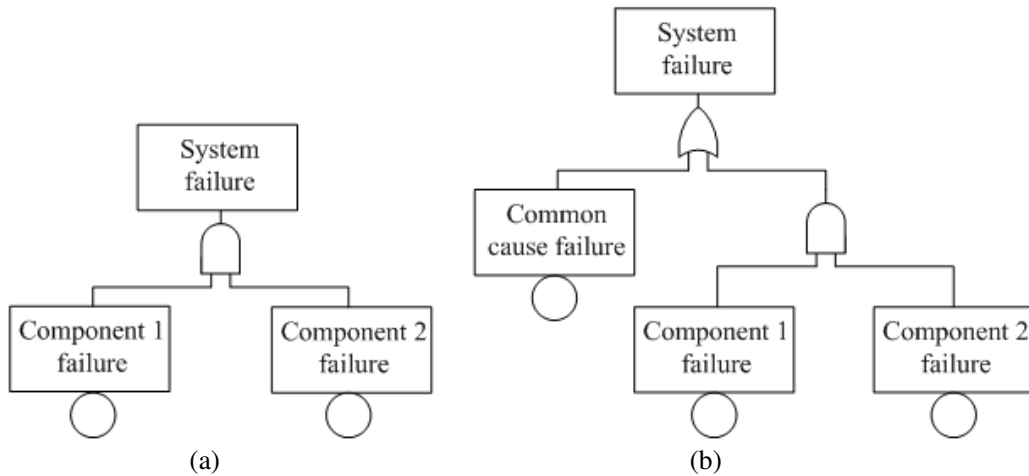 System
failure
Component 1
failure
Component 2
failure
(a)
System
failure
Common
cause failure
Component 1
failure
Component 2
failure
(b)